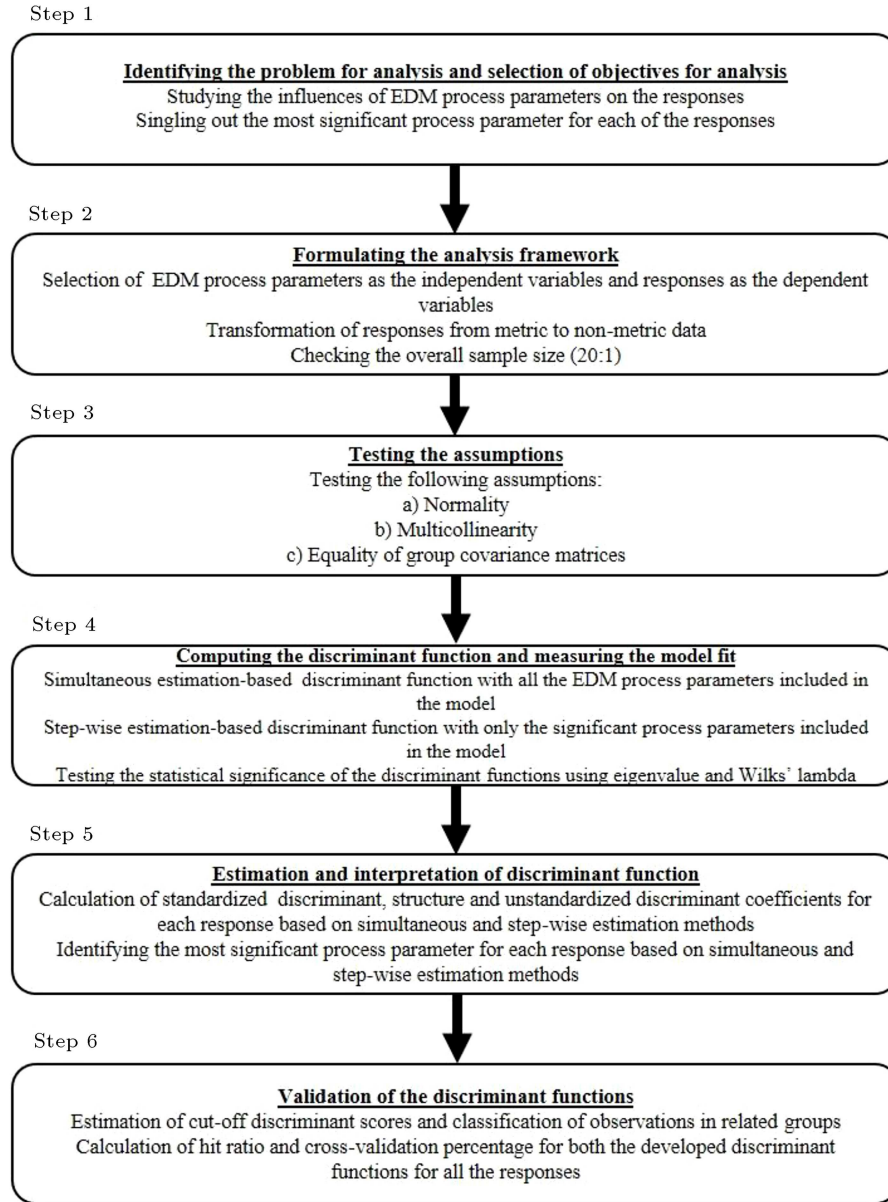 Step 1
Identifying the problem for analysis and selection of objectives for analysis
Studying the influences of EDM process parameters on the responses
Singling out the most significant process parameter for each of the responses
Step 2
Formulating the analysis framework
Selection of EDM process parameters as the independent variables and responses as the dependent
variables
Transformation of responses from metric to non-metric data
Checking the overall sample size (20:1)
Step 3
Testing the assumptions
Testing the following assumptions:
a) Normality
b) Multicollinearity
c) Equality of group covariance matrices
Step 4
Computing the discriminant function and measuring the model fit
Simultaneous estimation-based discriminant function with all the EDM process parameters included in
the model
Step-wise estimation-based discriminant function with only the significant process parameters included
in the model
Testing the statistical significance of the discriminant functions using eigenvalue and Wilks' lambda
Step 5
Estimation and interpretation of discriminant function
Calculation of standardized discriminant, structure and unstandardized discriminant coefficients for
each response based on simultaneous and step-wise estimation methods
Identifying the most significant process parameter for each response based on simultaneous and
step-wise estimation methods
Step 6
Validation of the discriminant functions
Estimation of cut-off discriminant scores and classification of observations in related groups
Calculation of hit ratio and cross-validation percentage for both the developed discriminant
functions for all the responses